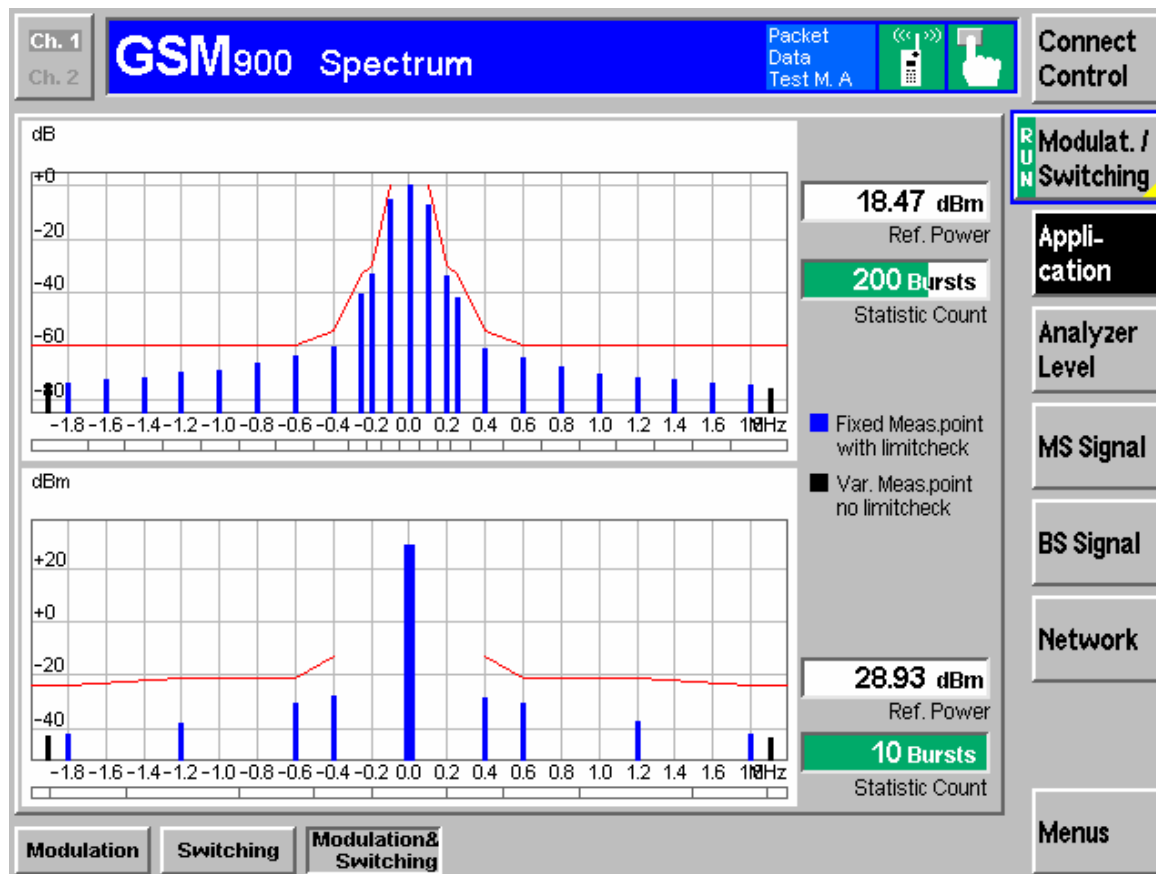 Ch. 1
Ch. 2
GSM900 Spectrum
Packet
Data
Test M. A
Connect
Control
RUN
Modulat. /
Switching
Appli-
cation
Analyzer
Level
MS Signal
BS Signal
Network
Menus
dB
+0
-20
-40
-60
-80
-1.8 -1.6 -1.4 -1.2 -1.0 -0.8 -0.6 -0.4 -0.2 0.0 0.2 0.4 0.6 0.8 1.0 1.2 1.4 1.6 1.8 MHz
18.47 dBm
Ref. Power
200 Bursts
Statistic Count
Fixed Meas.point
with limitcheck
Var. Meas.point
no limitcheck
dBm
+20
+0
-20
-40
-1.8 -1.6 -1.4 -1.2 -1.0 -0.8 -0.6 -0.4 -0.2 0.0 0.2 0.4 0.6 0.8 1.0 1.2 1.4 1.6 1.8 MHz
28.93 dBm
Ref. Power
10 Bursts
Statistic Count
Modulation
Switching
Modulation&
Switching